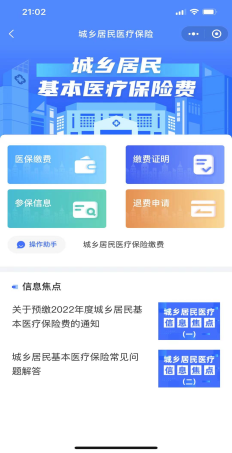 21:02
城乡居民医疗保险
城乡居民
基本医疗保险费
医保缴费
缴费证明
参保信息
退费申请
操作助手
城乡居民医疗保险缴费
信息焦点
关于预缴2022年度城乡居民基
本医疗保险费的通知
城乡居民医疗
信息焦点
(一)
城乡居民基本医疗保险常见问
题解答
城乡居民医疗
信息焦点
(二)